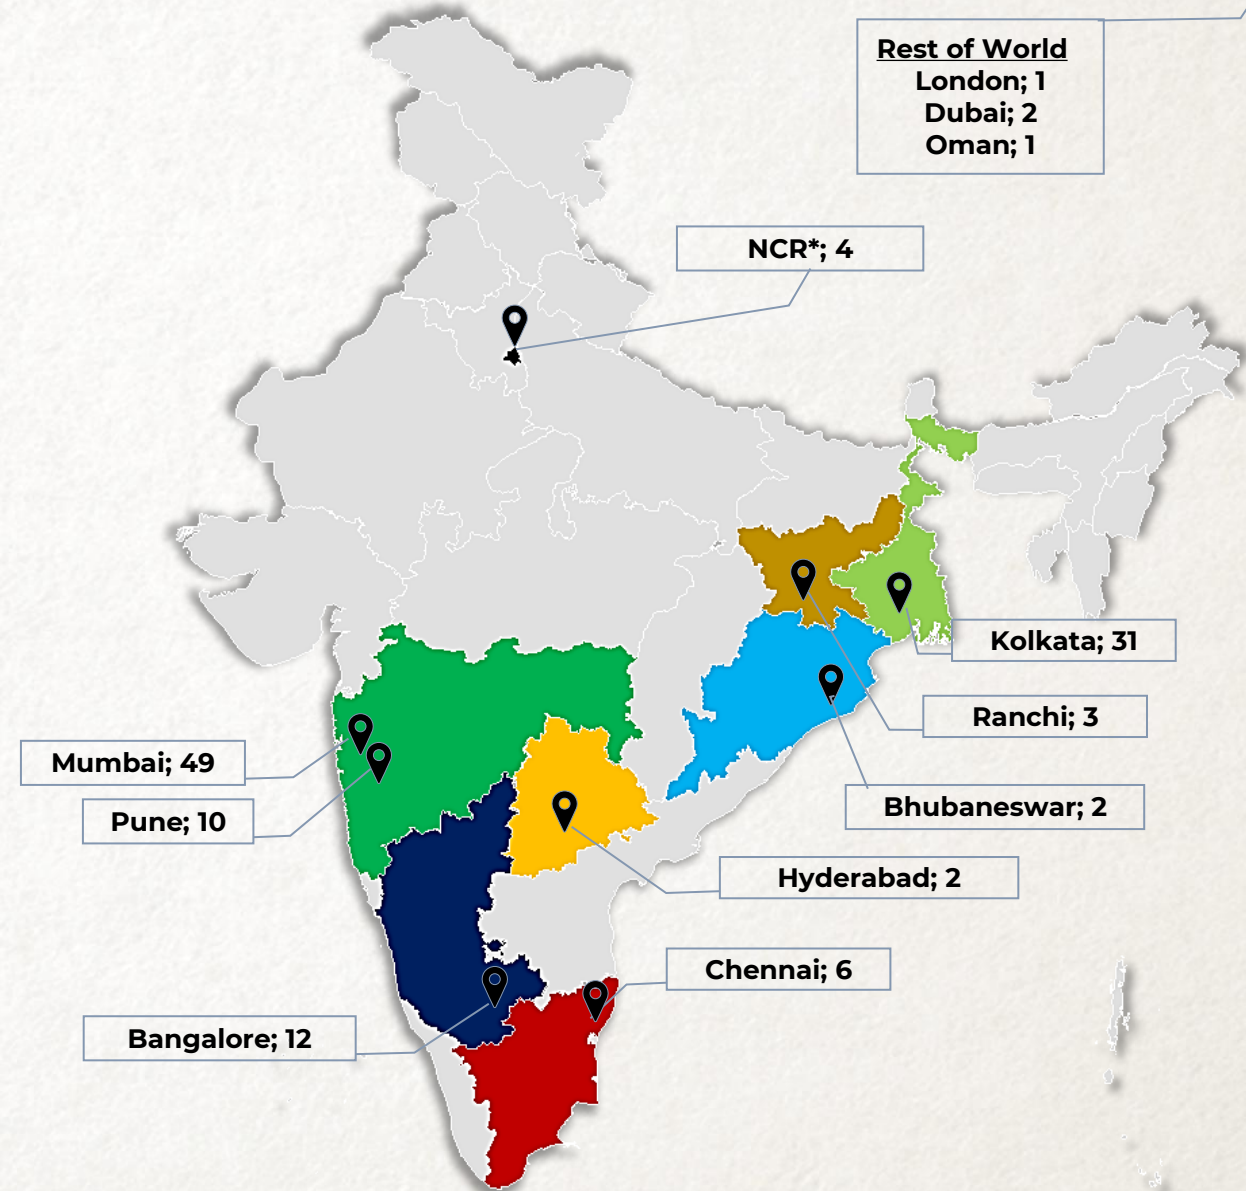 Rest of World
London; 1
Dubai; 2
Oman; 1
NCR*; 4
Kolkata; 31
Ranchi; 3
Mumbai; 49
Bhubaneswar; 2
Pune; 10
Hyderabad; 2
Chennai; 6
Bangalore; 12